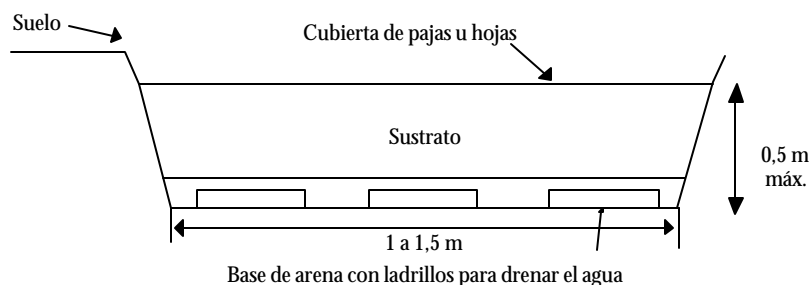 Suelo
Cubierta de pajas u hojas
Sustrato
0,5 m
máx.
1 a 1,5 m
Base de arena con ladrillos para drenar el agua